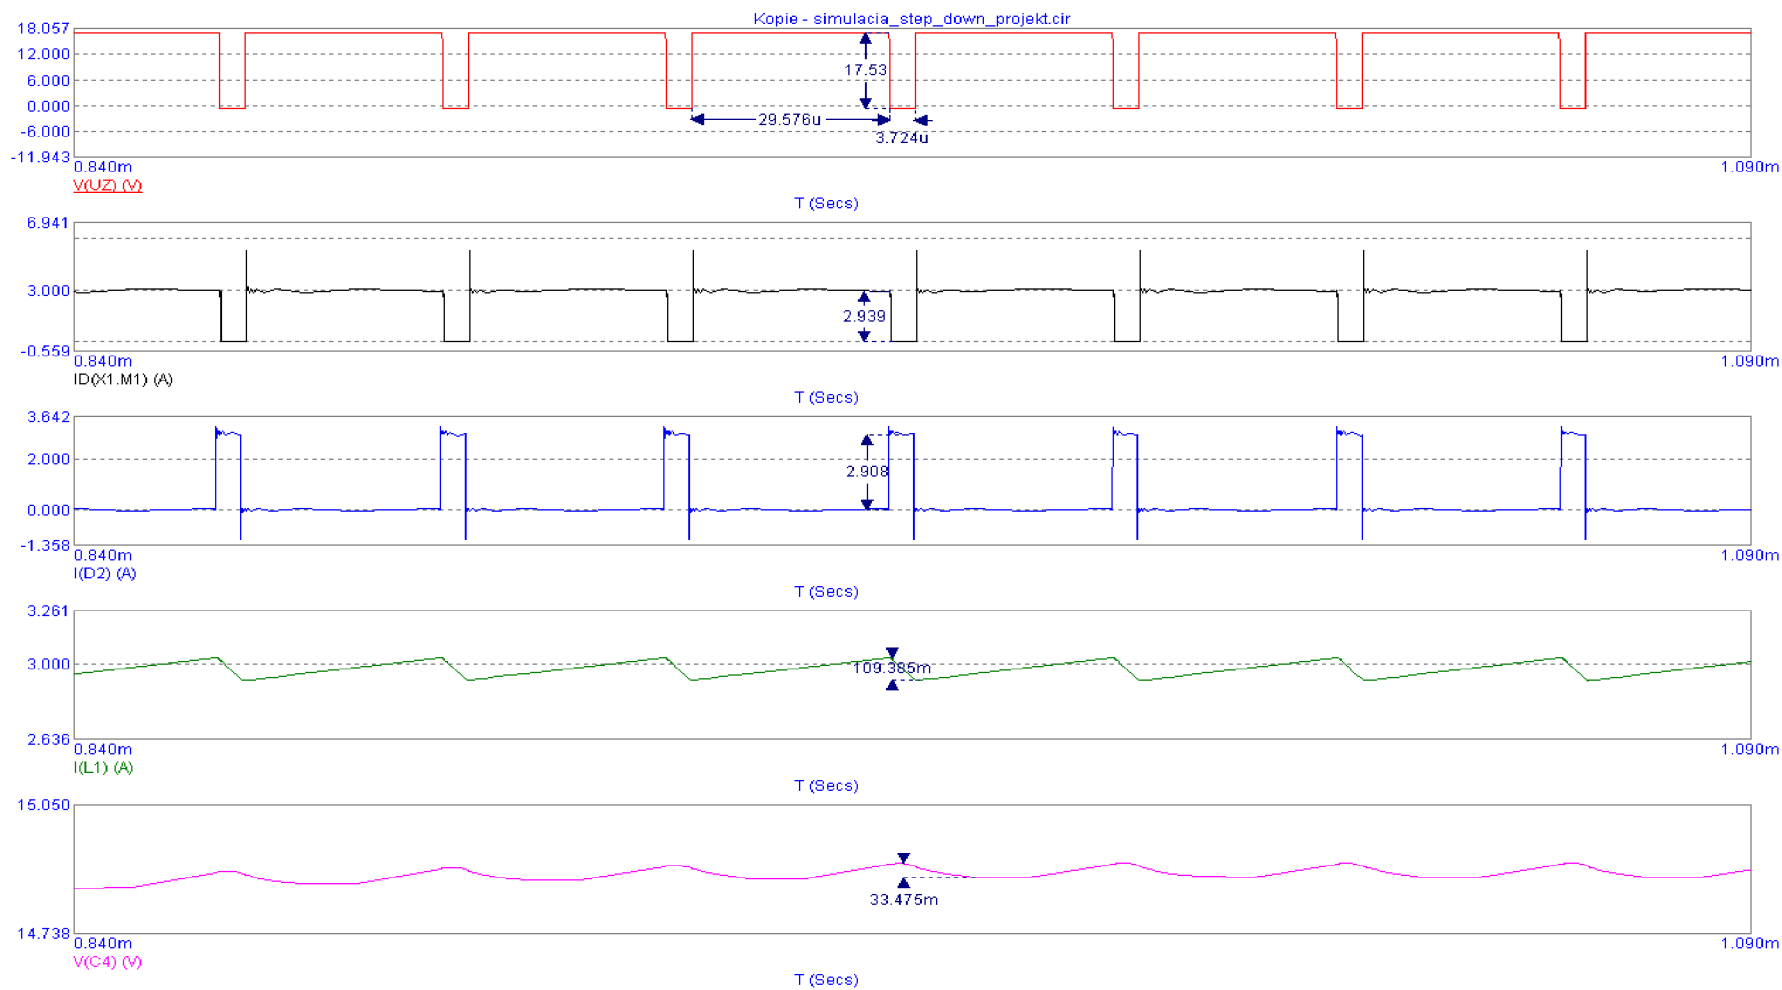 Kopie - simulacia_step_down_projekt.cir
18.057
12.000
6.000
0.000
-6.000
-11.943
17.53
29.576u
3.724u
0.840m 1.090m
V(UZ) (V)
T (Secs)
6.941
3.000
-0.559
2.939
0.840m 1.090m
ID(X1.M1) (A)
T (Secs)
3.642
2.000
0.000
-1.358
2.908
0.840m 1.090m
I(D2) (A)
T (Secs)
3.261
3.000
2.636
109.385m
0.840m 1.090m
I(L1) (A)
T (Secs)
15.050
14.738
33.475m
0.840m 1.090m
V(C4) (V)
T (Secs)